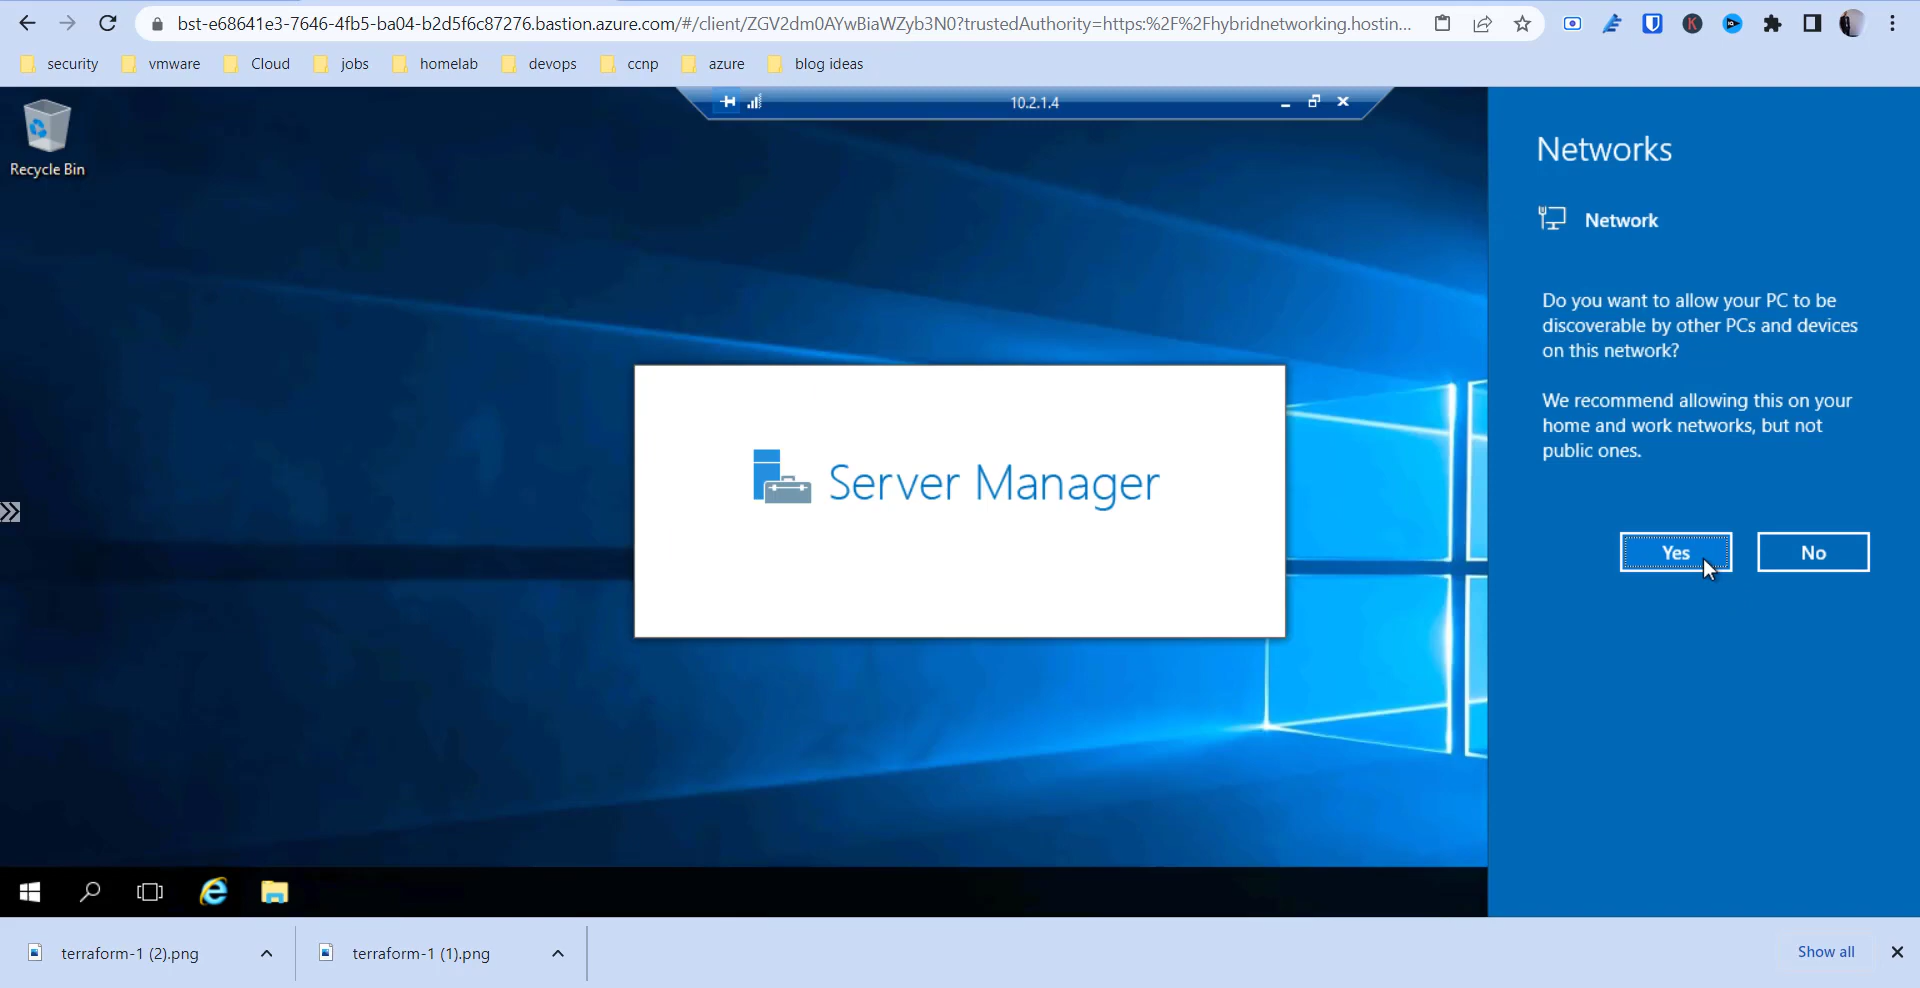 bst-e68641e3-7646-4fb5-ba04-b2d5f6c87276.bastion.azure.com/#/client/ZGV2dm0AYwBiaWZyb3N0?trustedAuthority=https:%2F%2Fhybridnetworking.hostin...
security vmware Cloud jobs homelab devops ccnp azure blog ideas
10.2.1.4
Recycle Bin
Networks
Network
Do you want to allow your PC to be
discoverable by other PCs and devices
on this network?
We recommend allowing this on your
home and work networks, but not
public ones.
Yes No
Server Manager
terraform-1 (2).png terraform-1 (1).png Show all